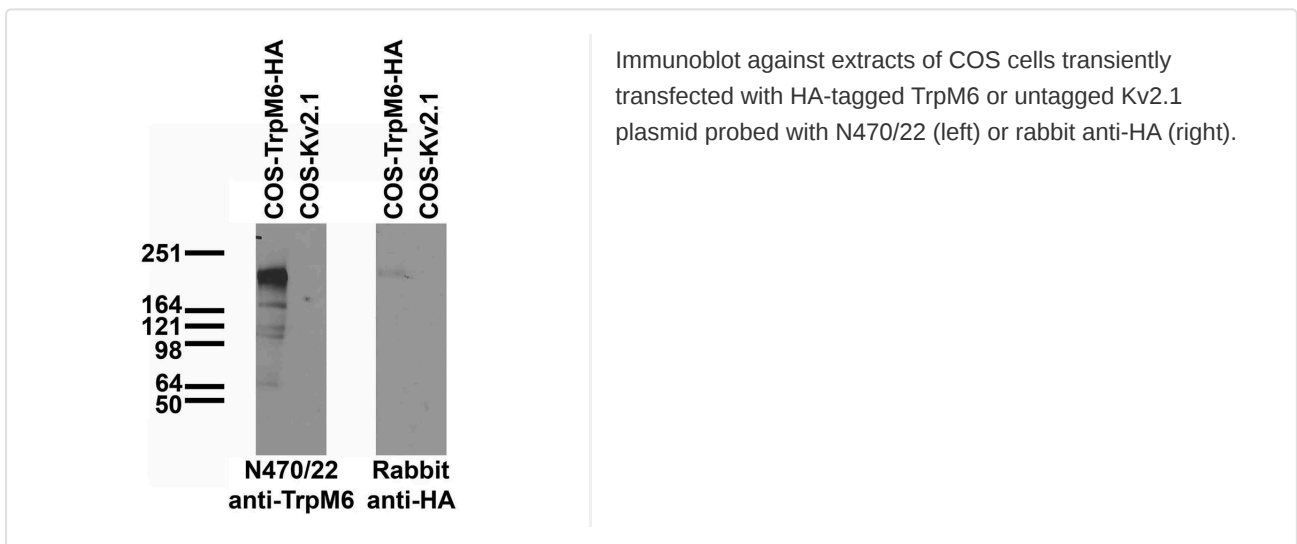 COS-TrpM6-HA
COS-Kv2.1
COS-TrpM6-HA
COS-Kv2.1
251
164
121
98
64
50
N470/22
anti-TrpM6
Rabbit
anti-HA
Immunoblot against extracts of COS cells transiently
transfected with HA-tagged TrpM6 or untagged Kv2.1
plasmid probed with N470/22 (left) or rabbit anti-HA (right).